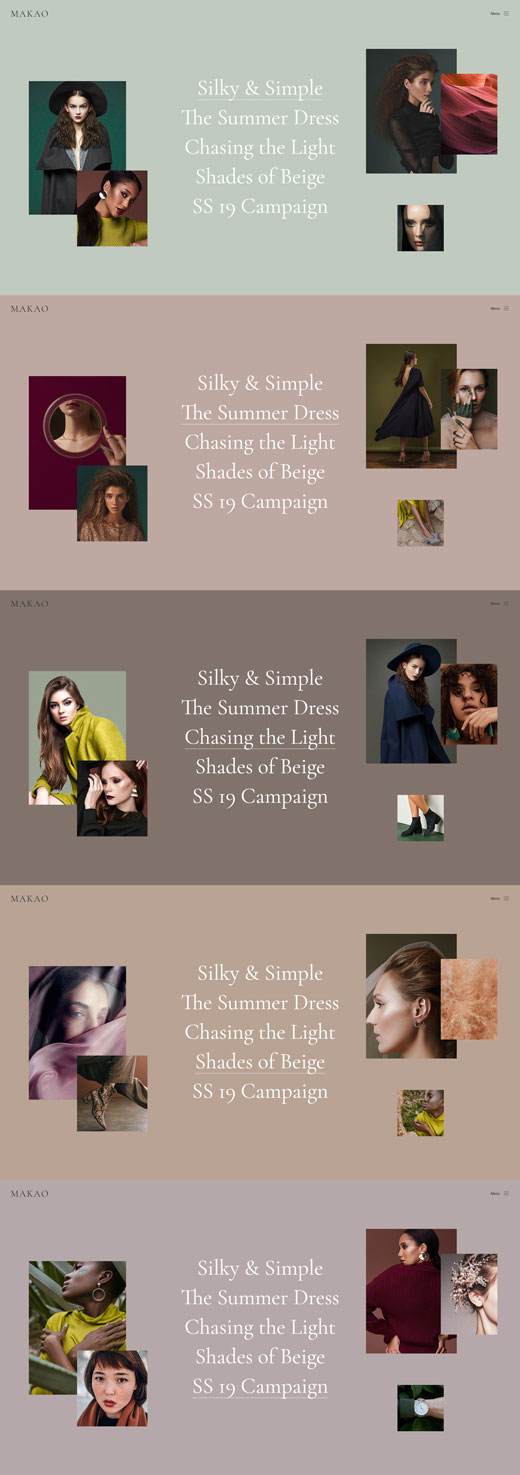 MAKAO
Menu
Silky & Simple
The Summer Dress
Chasing the Light
Shades of Beige
SS 19 Campaign
MAKAO
Menu
Silky & Simple
The Summer Dress
Chasing the Light
Shades of Beige
SS 19 Campaign
MAKAO
Menu
Silky & Simple
The Summer Dress
Chasing the Light
Shades of Beige
SS 19 Campaign
MAKAO
Menu
Silky & Simple
The Summer Dress
Chasing the Light
Shades of Beige
SS 19 Campaign
MAKAO
Menu
Silky & Simple
The Summer Dress
Chasing the Light
Shades of Beige
SS 19 Campaign